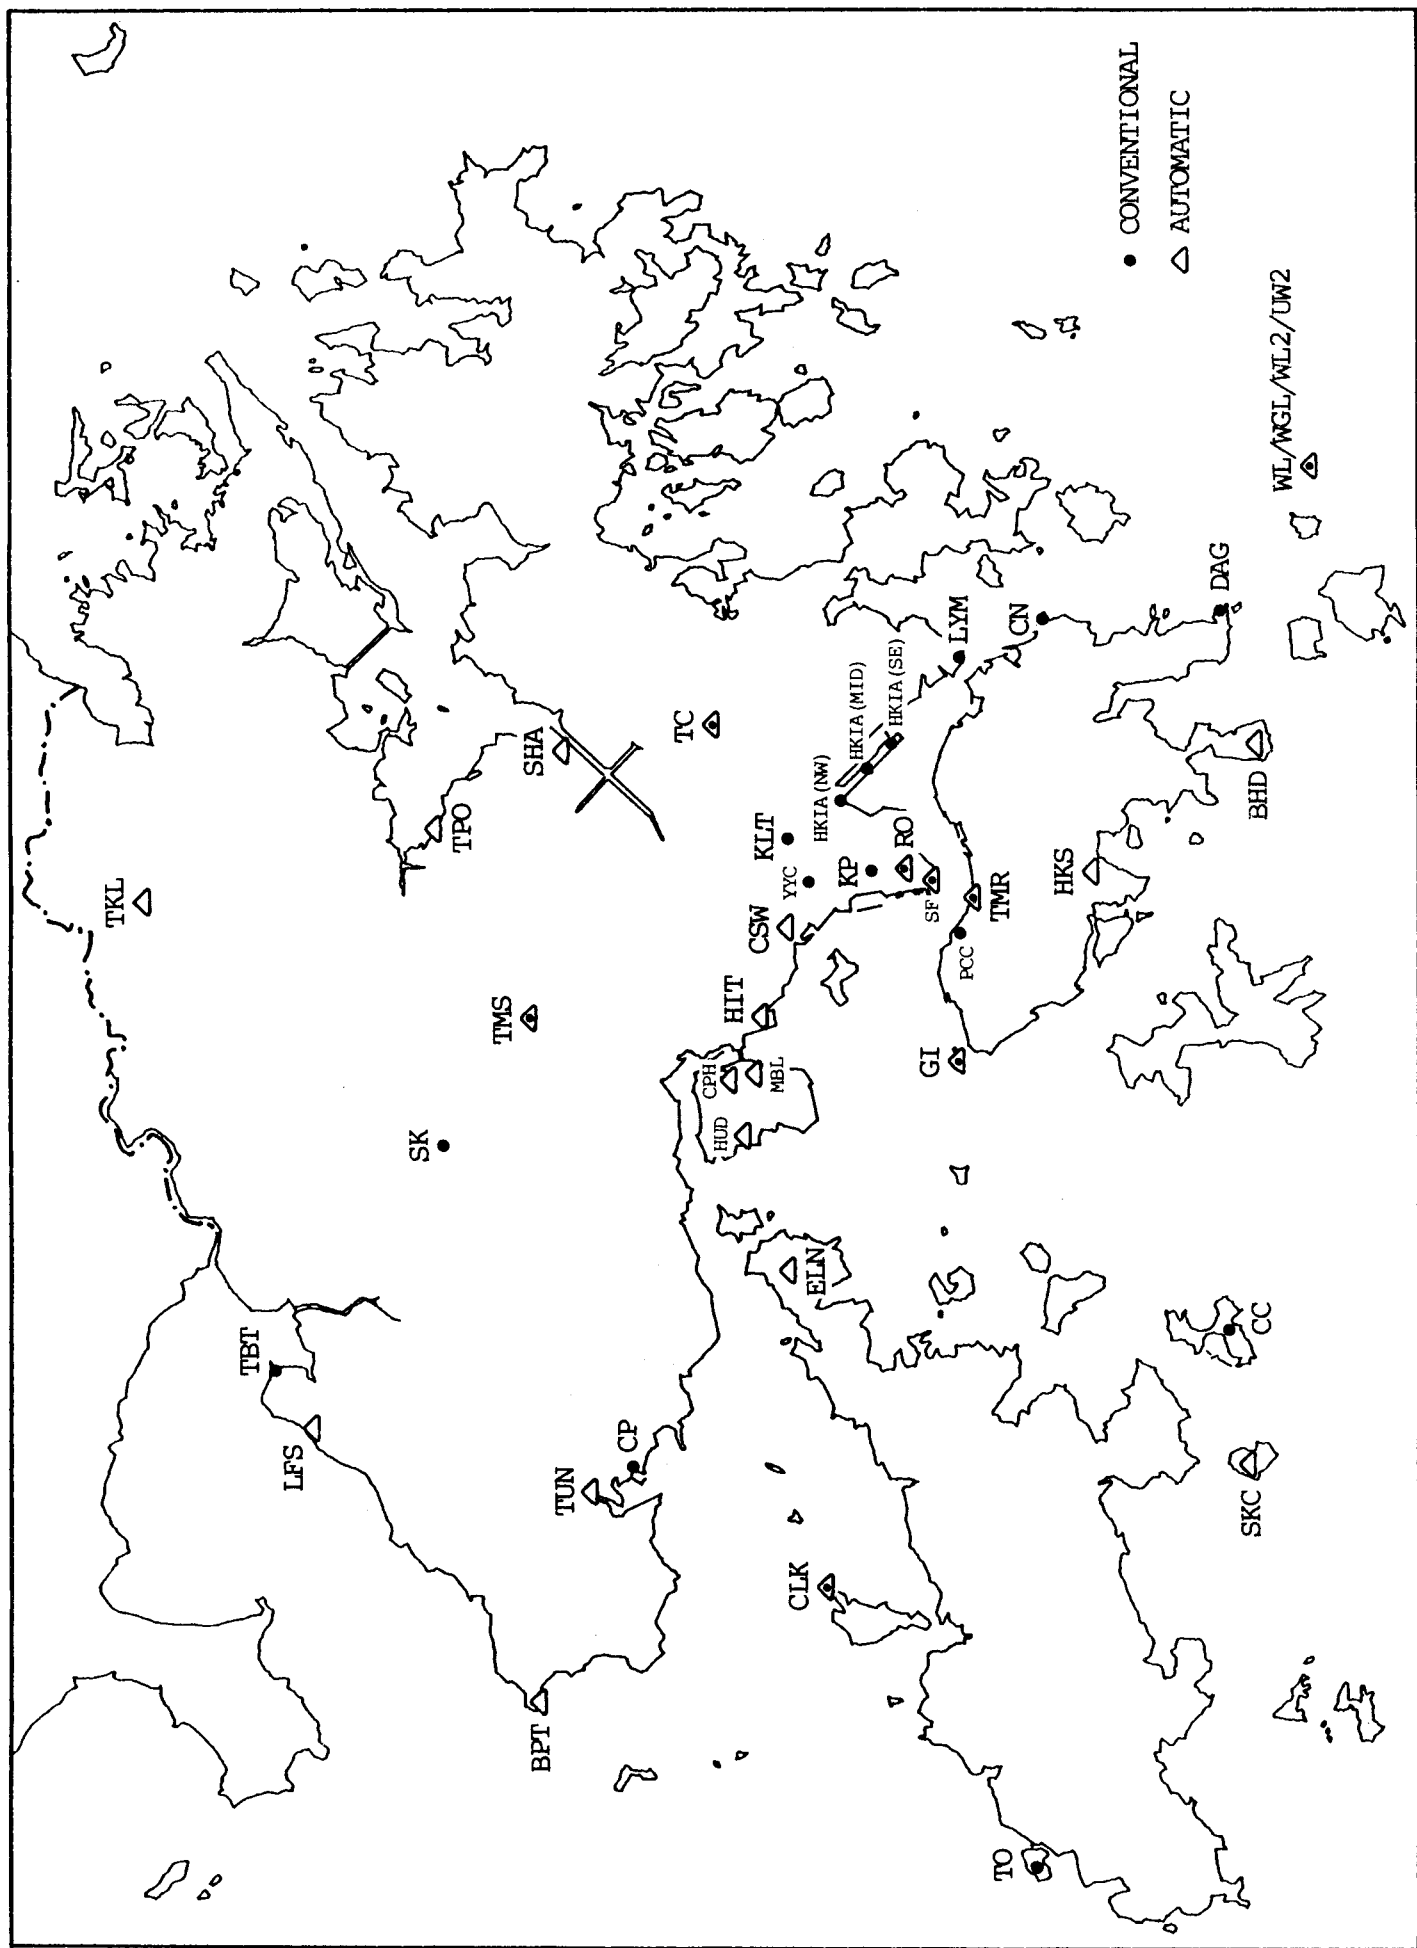 TKL
TBT
LFS
SK
TPO
TMS
SHA
TUN
BPT
CP
TC
CPH
HUD
MBL
HIT
CSW
KLT
YYC
ELN
CLK
HKIA(NW)
HKIA(MID)
HKIA(SE)
KP
RO
SF
LYM
GI
PCC
TMR
CN
TO
HKS
DAG
BHD
CC
SKC
WL/WGL/WL2/UW2
CONVENTIONAL
AUTOMATIC